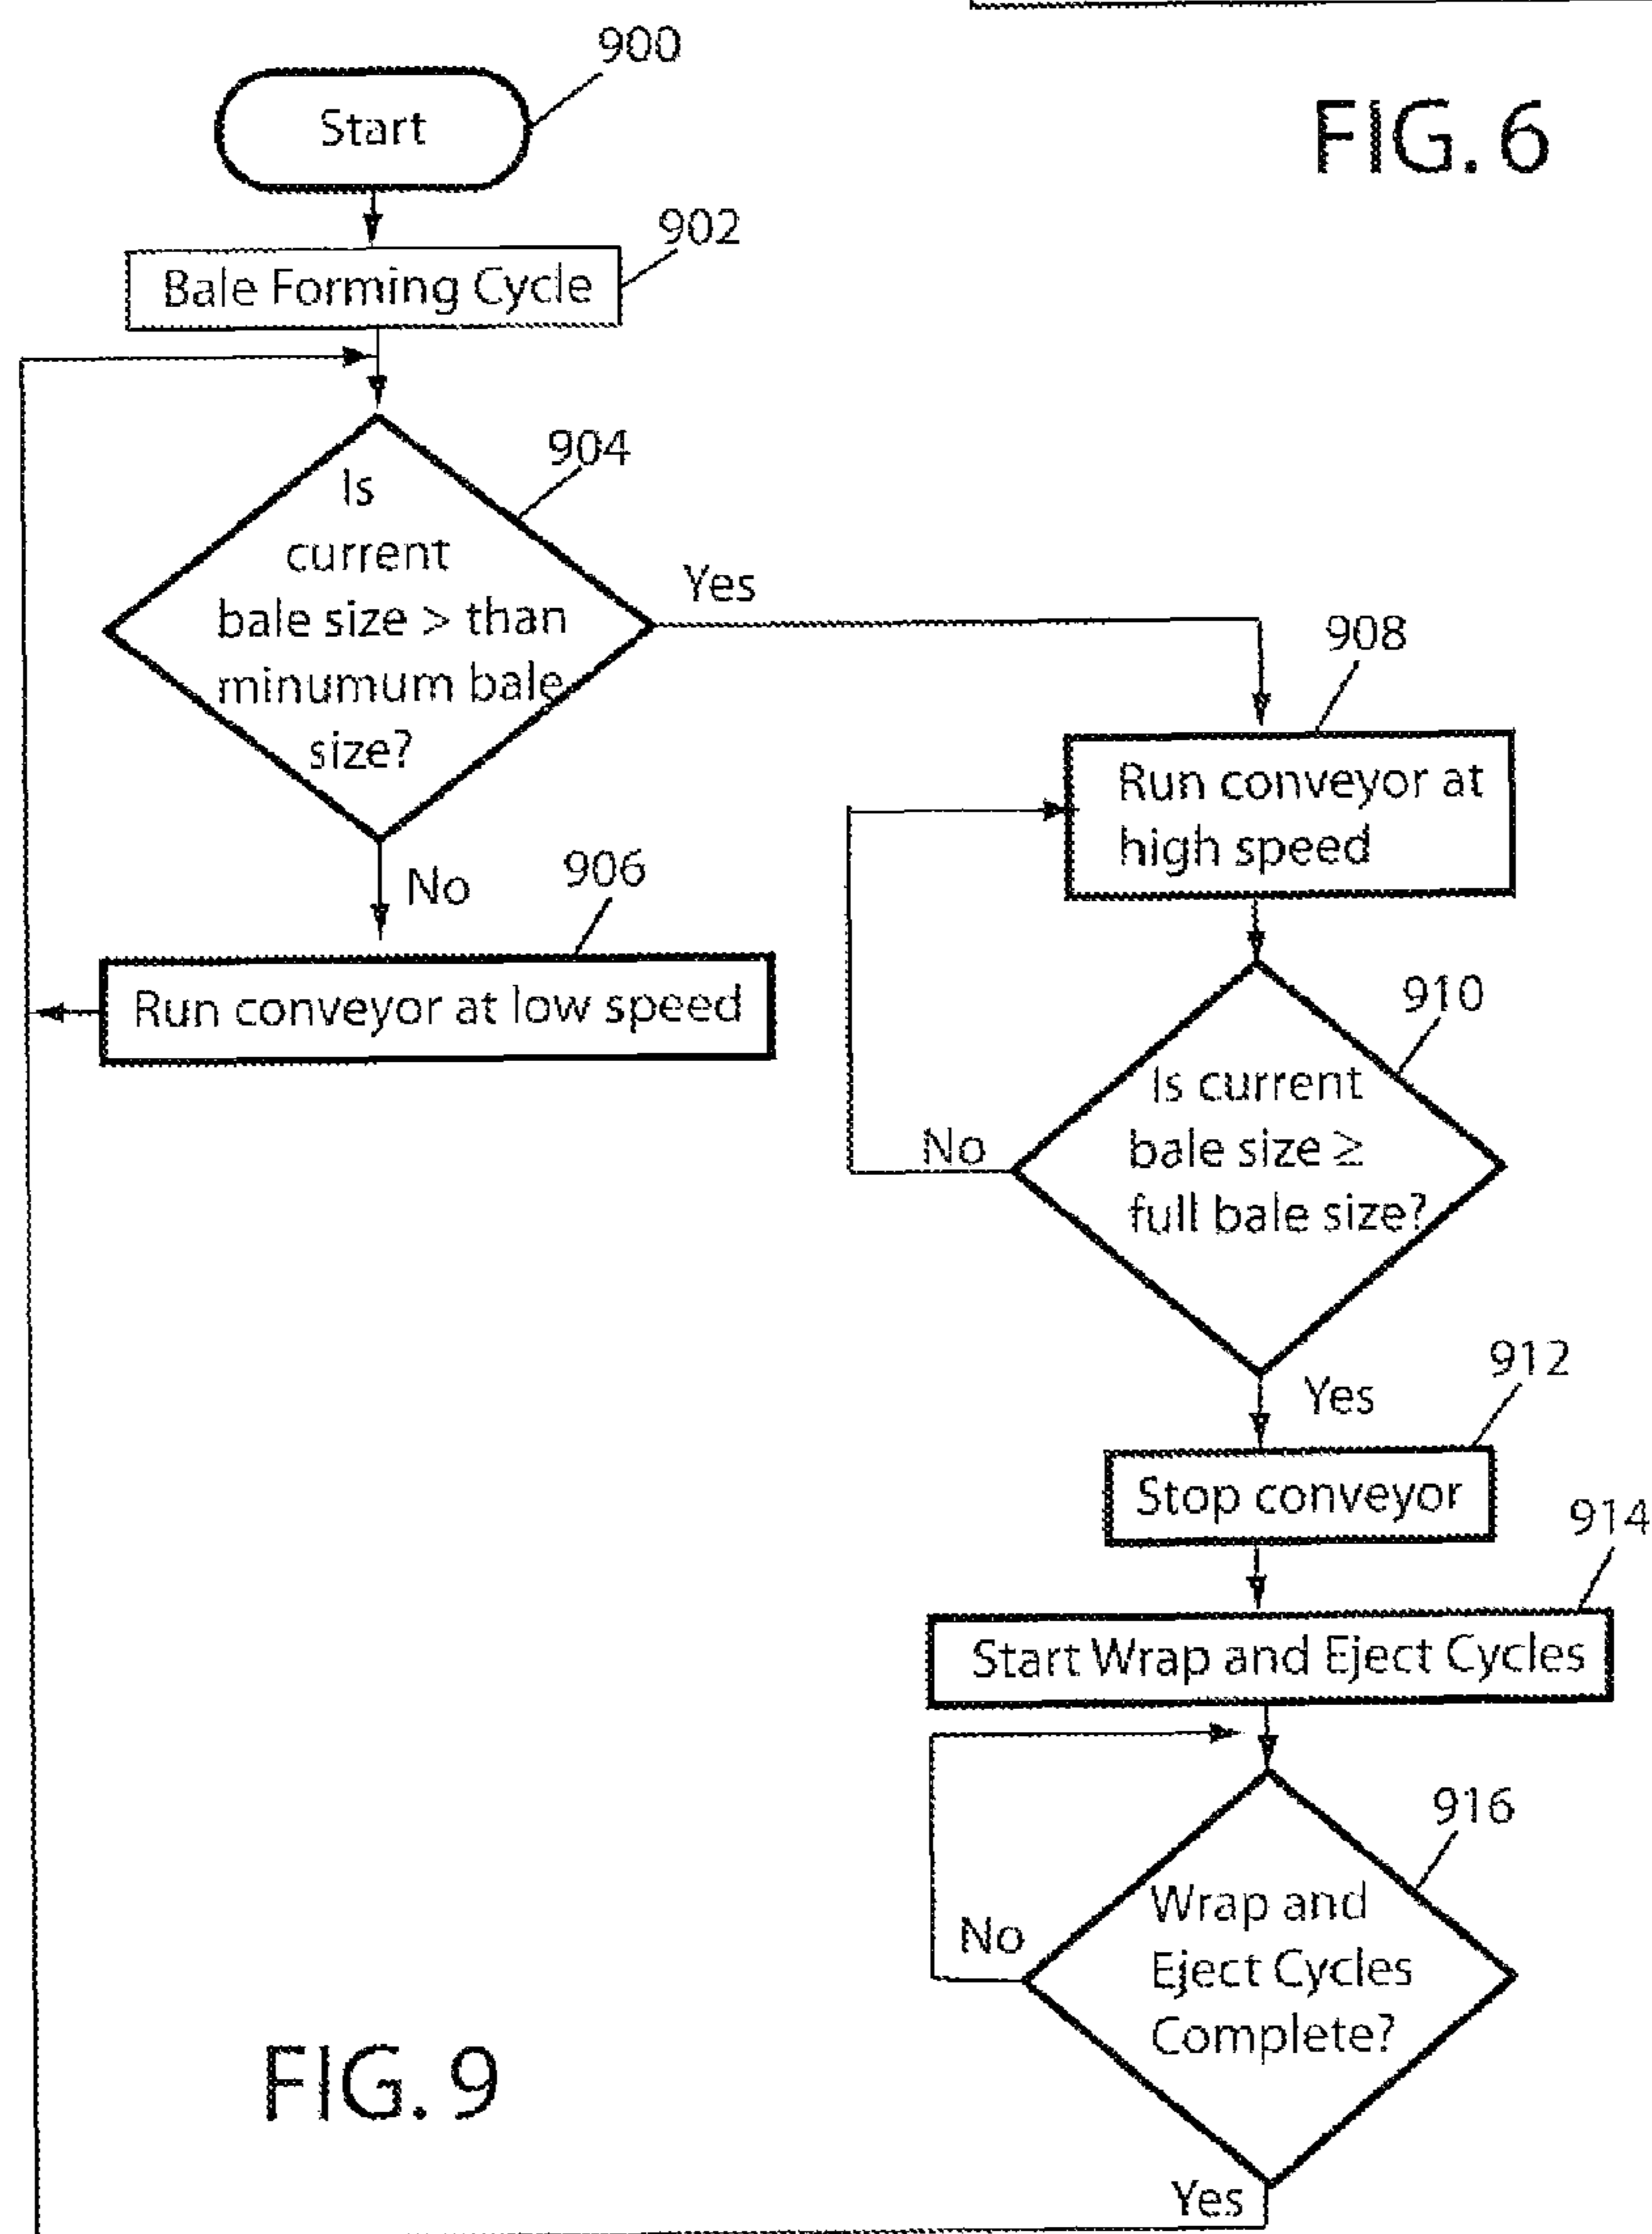 900
Start
FIG. 6
902
Bale Forming Cycle
904
Is
current
bale size > than
minumum bale
size?
Yes
No
906
Run conveyor at low speed
908
Run conveyor at
high speed
910
Is current
bale size ≥
full bale size?
No
Yes
912
Stop conveyor
914
Start Wrap and Eject Cycles
916
Wrap and
Eject Cycles
Complete?
No
Yes
FIG. 9